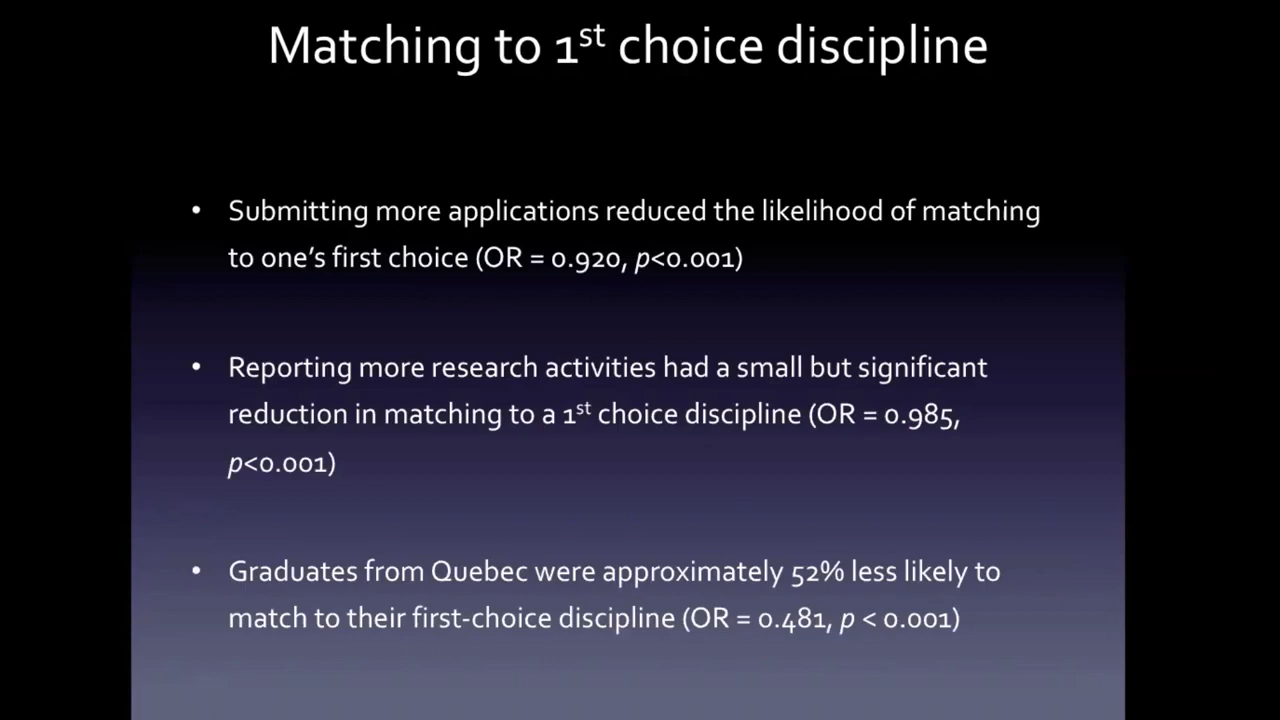 Matching to 1st choice discipline
• Submitting more applications reduced the likelihood of matching
to one’s first choice (OR = 0.920, p<0.001)
• Reporting more research activities had a small but significant
reduction in matching to a 1st choice discipline (OR = 0.985,
p<0.001)
• Graduates from Quebec were approximately 52% less likely to
match to their first-choice discipline (OR = 0.481, p < 0.001)